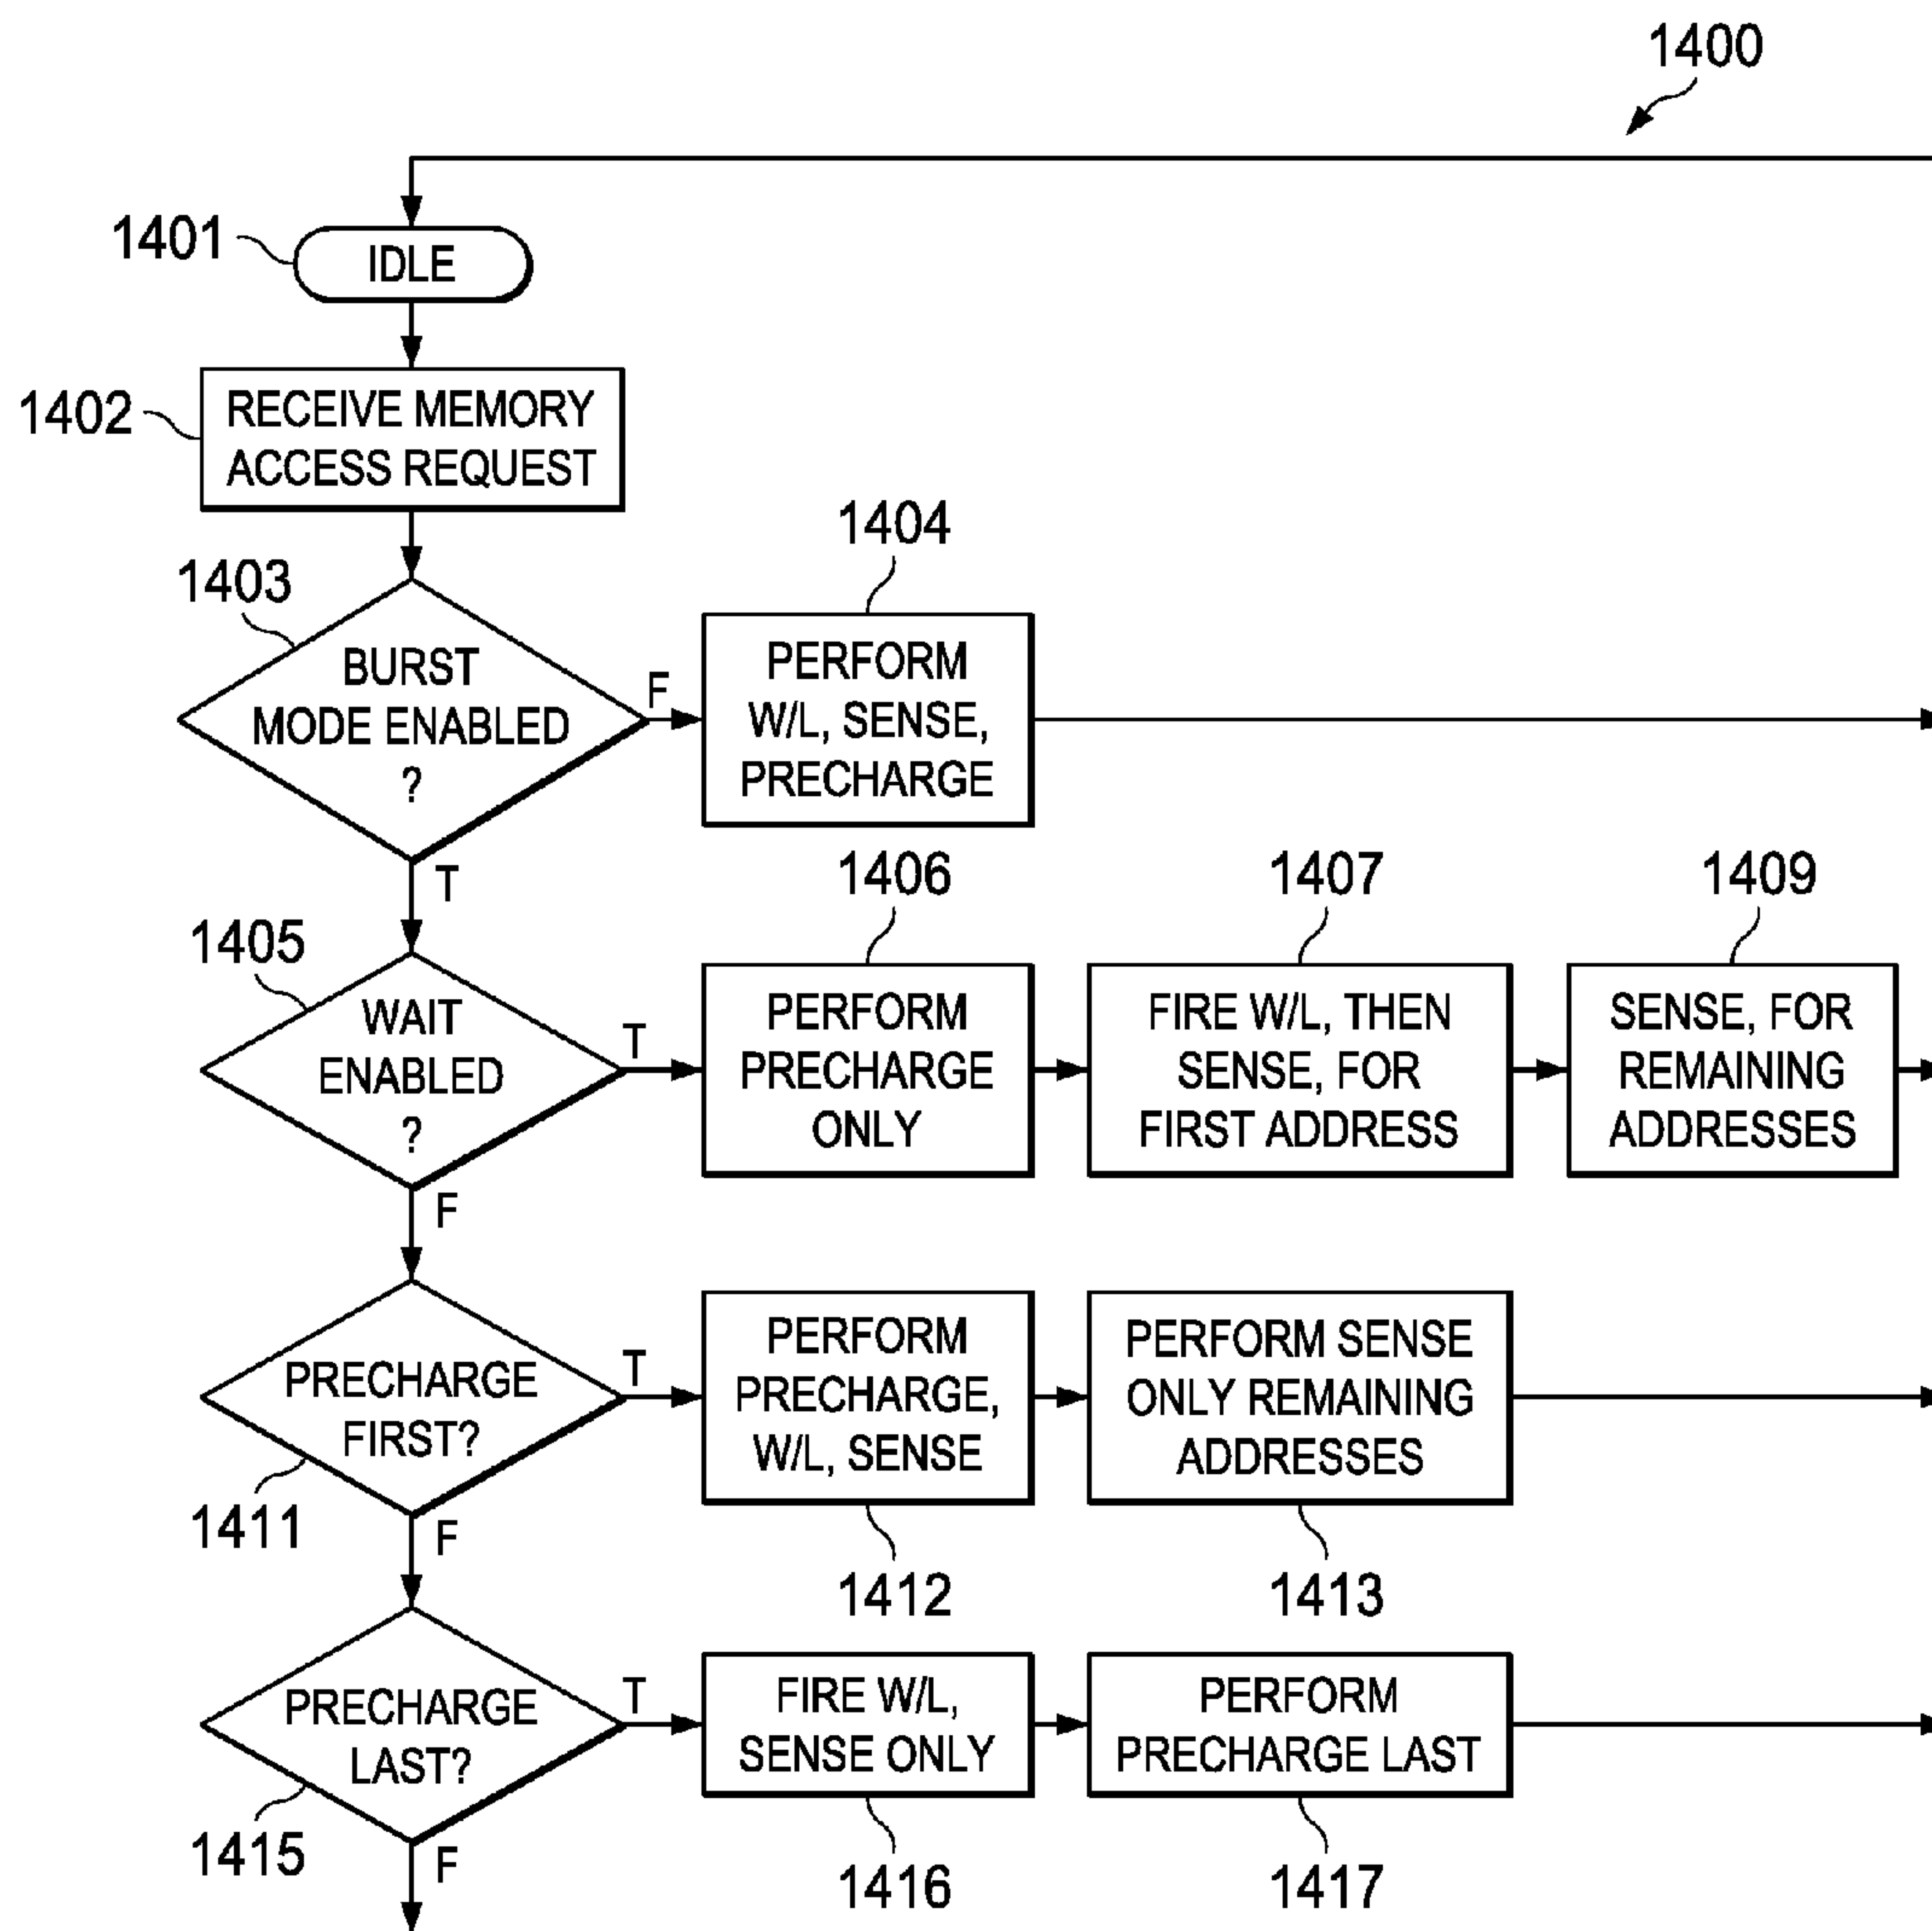 1400
1401
IDLE
1402
RECEIVE MEMORY
ACCESS REQUEST
1403
BURST
MODE ENABLED
?
F
T
1404
PERFORM
W/L, SENSE,
PRECHARGE
1405
WAIT
ENABLED
?
T
F
1406
PERFORM
PRECHARGE
ONLY
1407
FIRE W/L, THEN
SENSE, FOR
FIRST ADDRESS
1409
SENSE, FOR
REMAINING
ADDRESSES
PRECHARGE
FIRST?
1411
T
F
PERFORM
PRECHARGE,
W/L, SENSE
1412
PERFORM SENSE
ONLY REMAINING
ADDRESSES
1413
PRECHARGE
LAST?
1415
T
F
FIRE W/L,
SENSE ONLY
1416
PERFORM
PRECHARGE LAST
1417